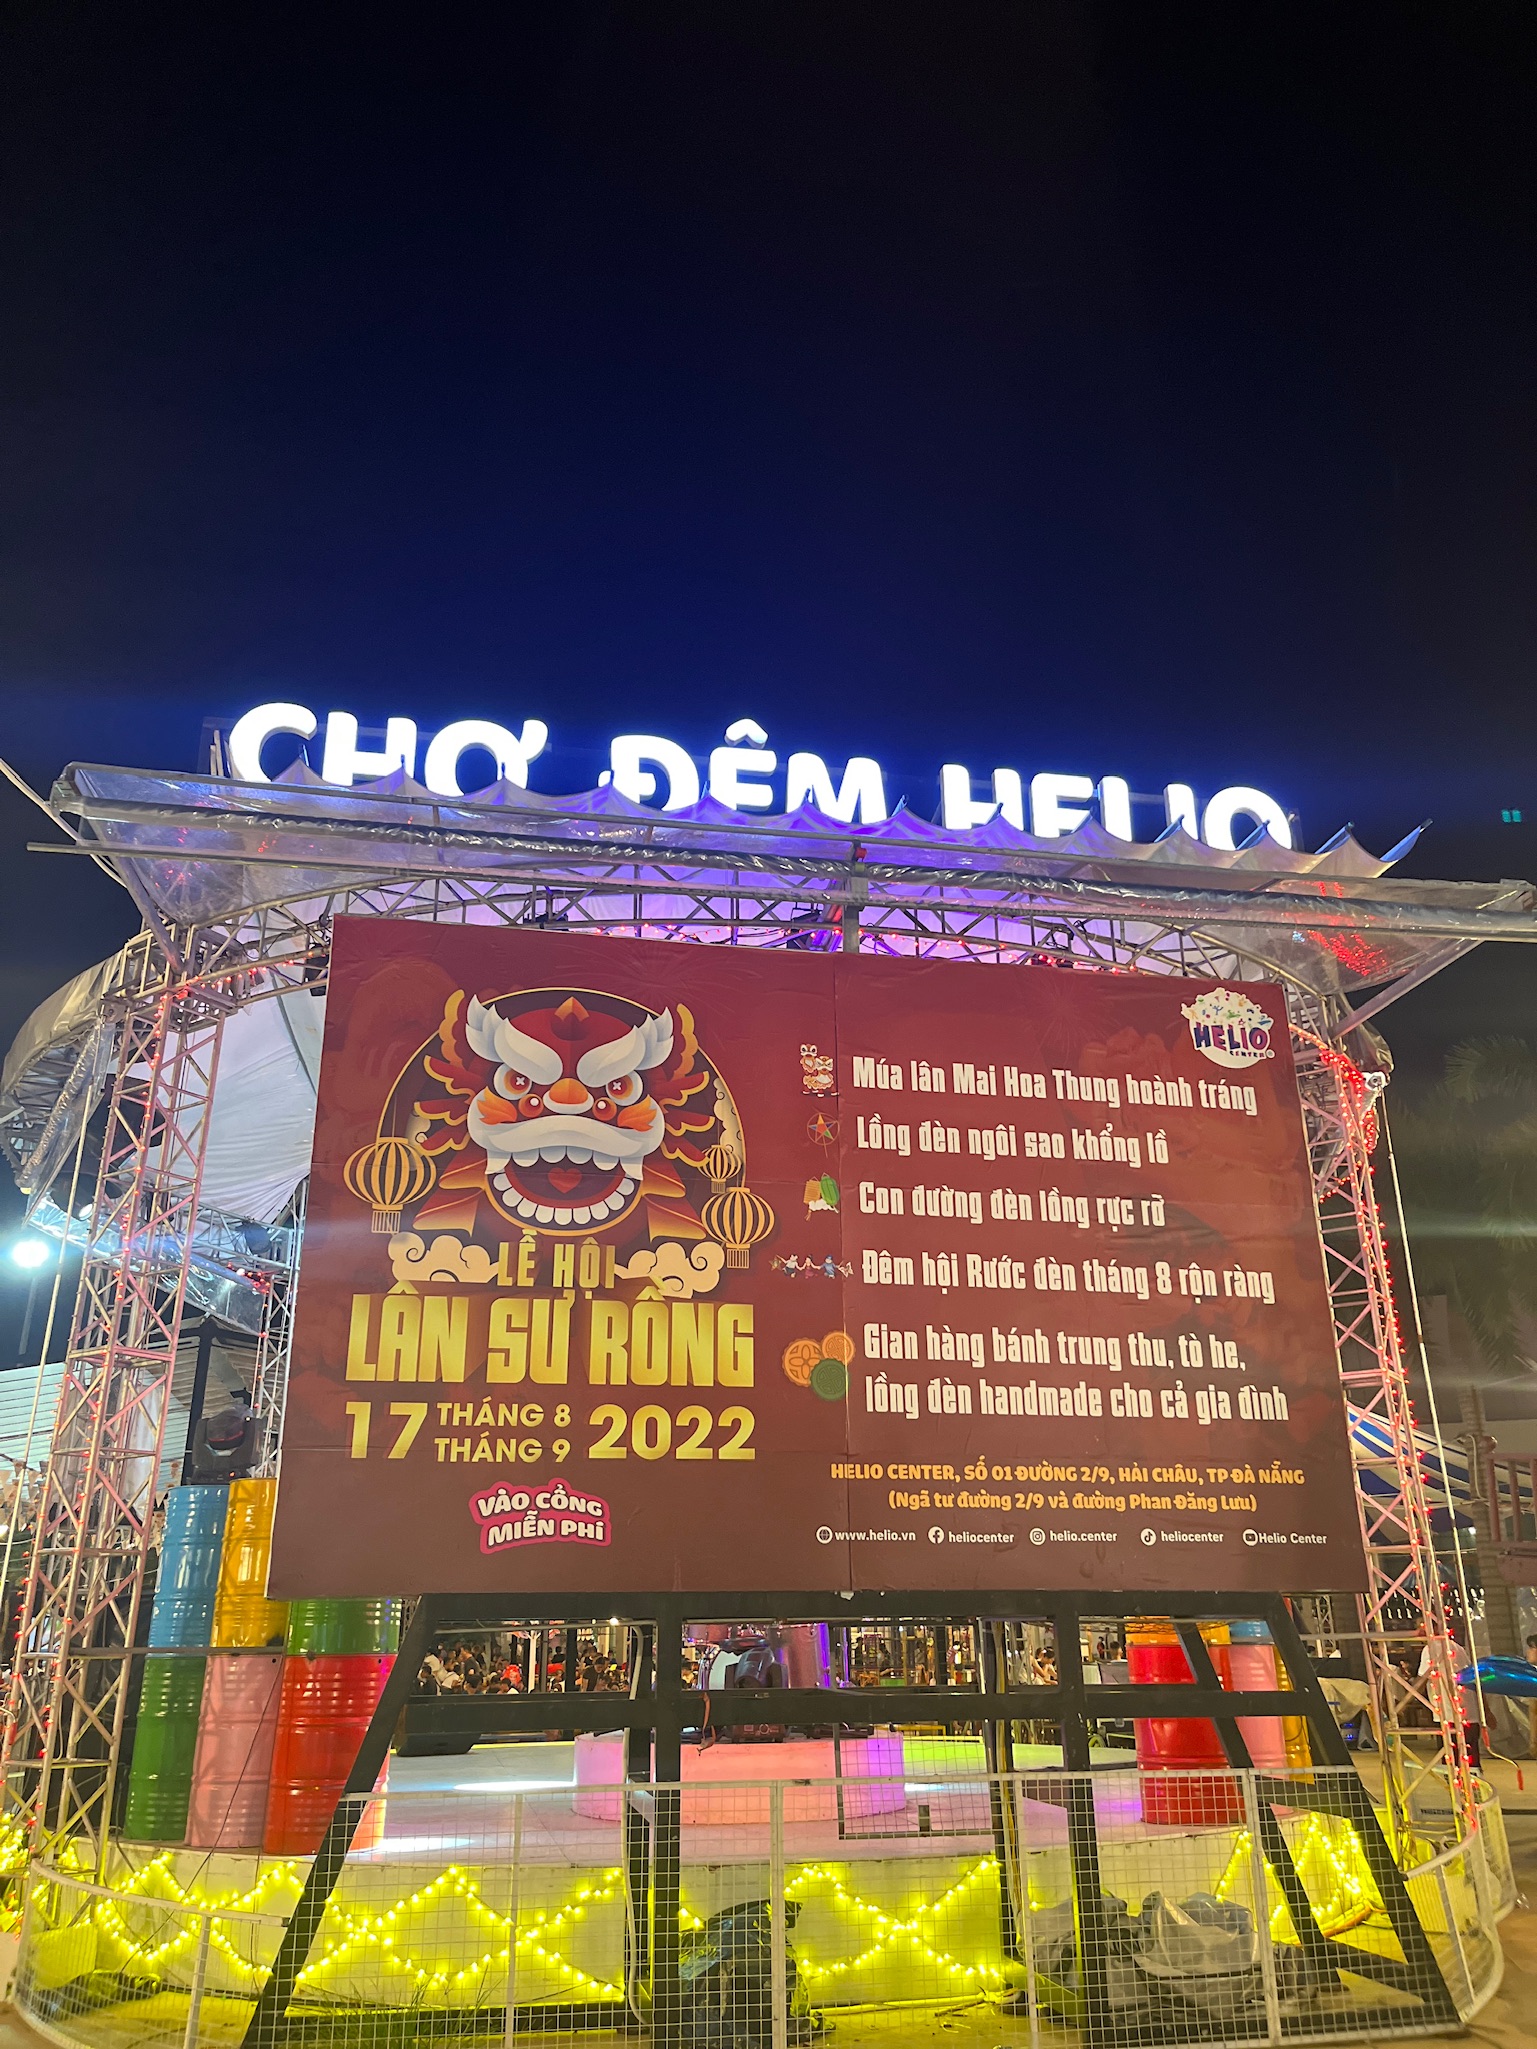 CHỢ ĐÊM HELIO
LỄ HỘI
LÂN SƯ RỒNG
17 THÁNG 8 2022
THÁNG 9
VÀO CỔNG
MIỄN PHÍ
HELIO
CENTER
Múa lân Mai Hoa Thung hoành tráng
Lồng đèn ngôi sao khổng lồ
Con đường đèn lồng rực rỡ
Đêm hội Rước đèn tháng 8 rộn ràng
Gian hàng bánh trung thu, tò he,
lồng đèn handmade cho cả gia đình
HELIO CENTER, SỐ 01 ĐƯỜNG 2/9, HẢI CHÂU, TP ĐÀ NẴNG
(Ngã tư đường 2/9 và đường Phan Đăng Lưu)
www.helio.vn heliocenter helio.center heliocenter Helio Center